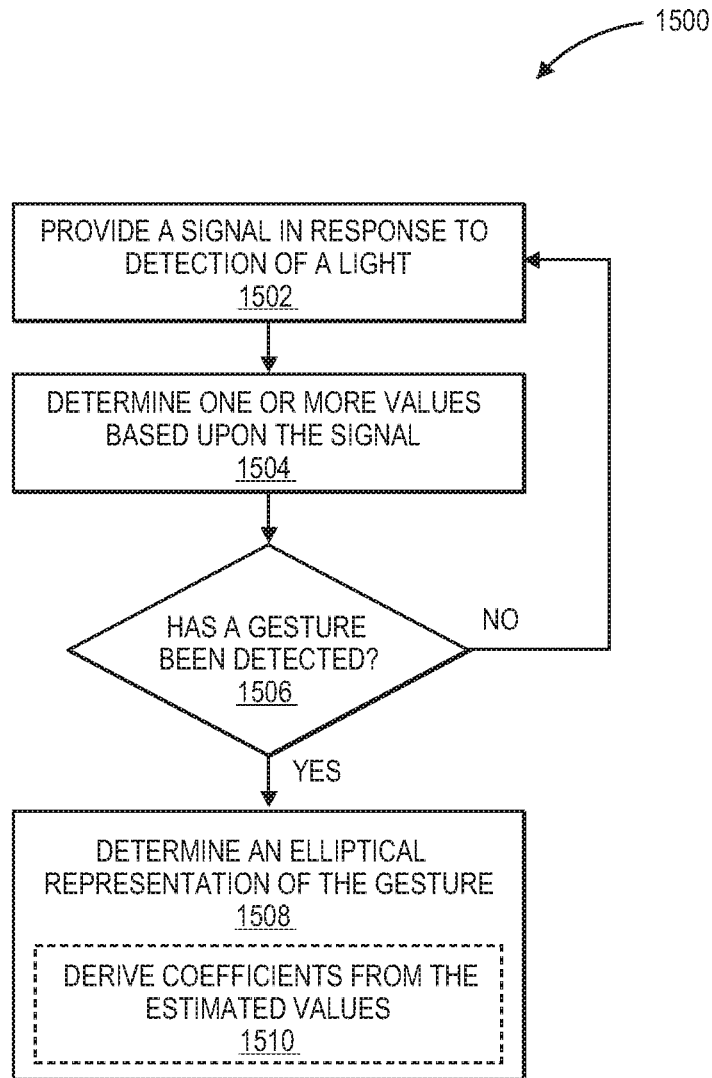 1500
PROVIDE A SIGNAL IN RESPONSE TO
DETECTION OF A LIGHT
1502
DETERMINE ONE OR MORE VALUES
BASED UPON THE SIGNAL
1504
HAS A GESTURE
BEEN DETECTED?
1506
NO
YES
DETERMINE AN ELLIPTICAL
REPRESENTATION OF THE GESTURE
1508
DERIVE COEFFICIENTS FROM THE
ESTIMATED VALUES
1510